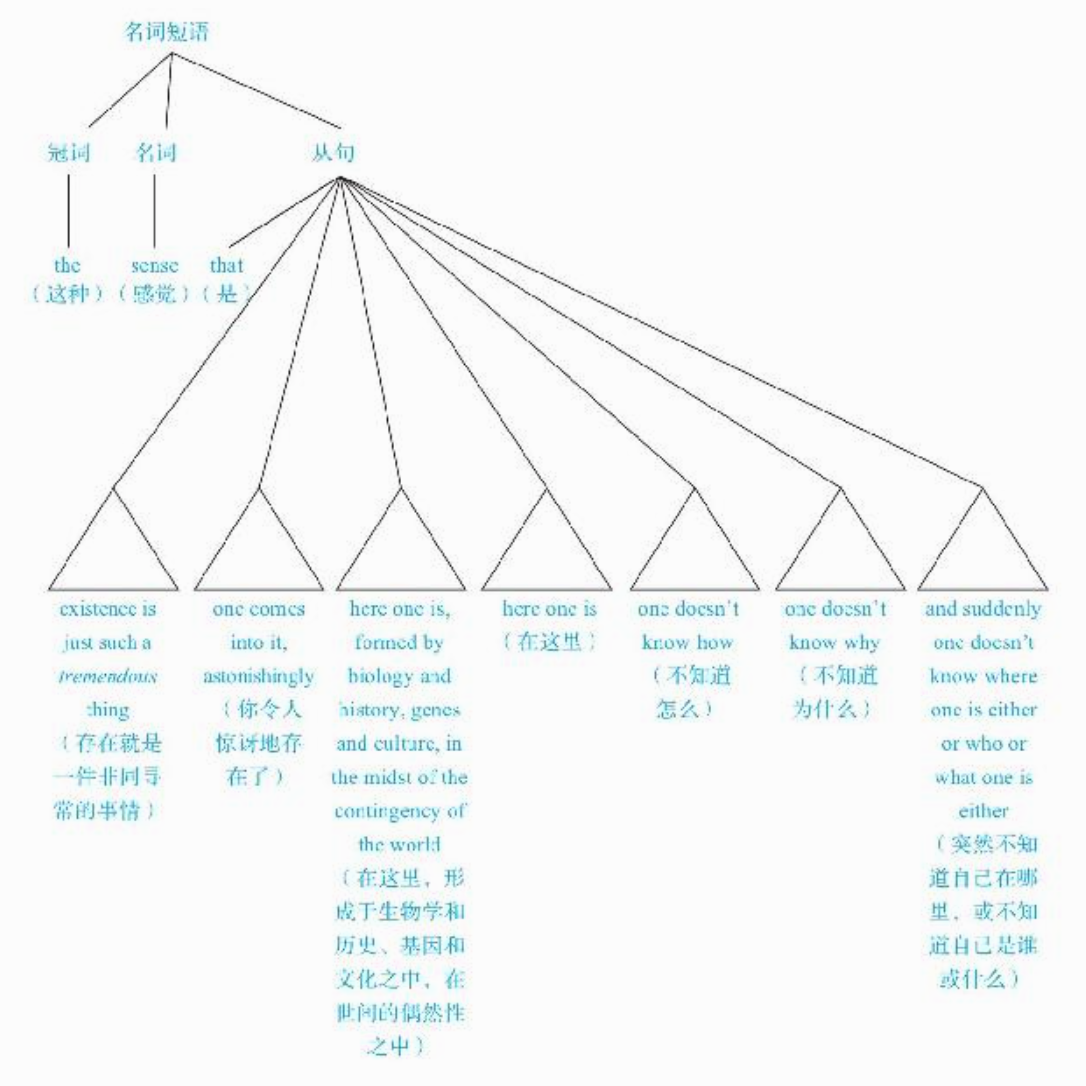 名词短语
冠词 名词 从句
the sense that
（这种）（感觉）（是）
existence is
just such a
tremendous
thing
（存在就是
一件非同寻
常的事情）
one comes
into it,
astonishingly
（你令人
惊讶地存
在了）
here one is,
formed by
biology and
history, genes
and culture, in
the midst of the
contingency of
the world
（在这里，形
成于生物学和
历史、基因和
文化之中，在
世间的偶然性
之中）
here one is
（在这里）
one doesn't
know how
（不知道
怎么）
one doesn't
know why
（不知道
为什么）
and suddenly
one doesn't
know where
one is either
or who or
what one is
either
（突然不知
道自己在哪
里，或不知
道自己是谁
或什么）